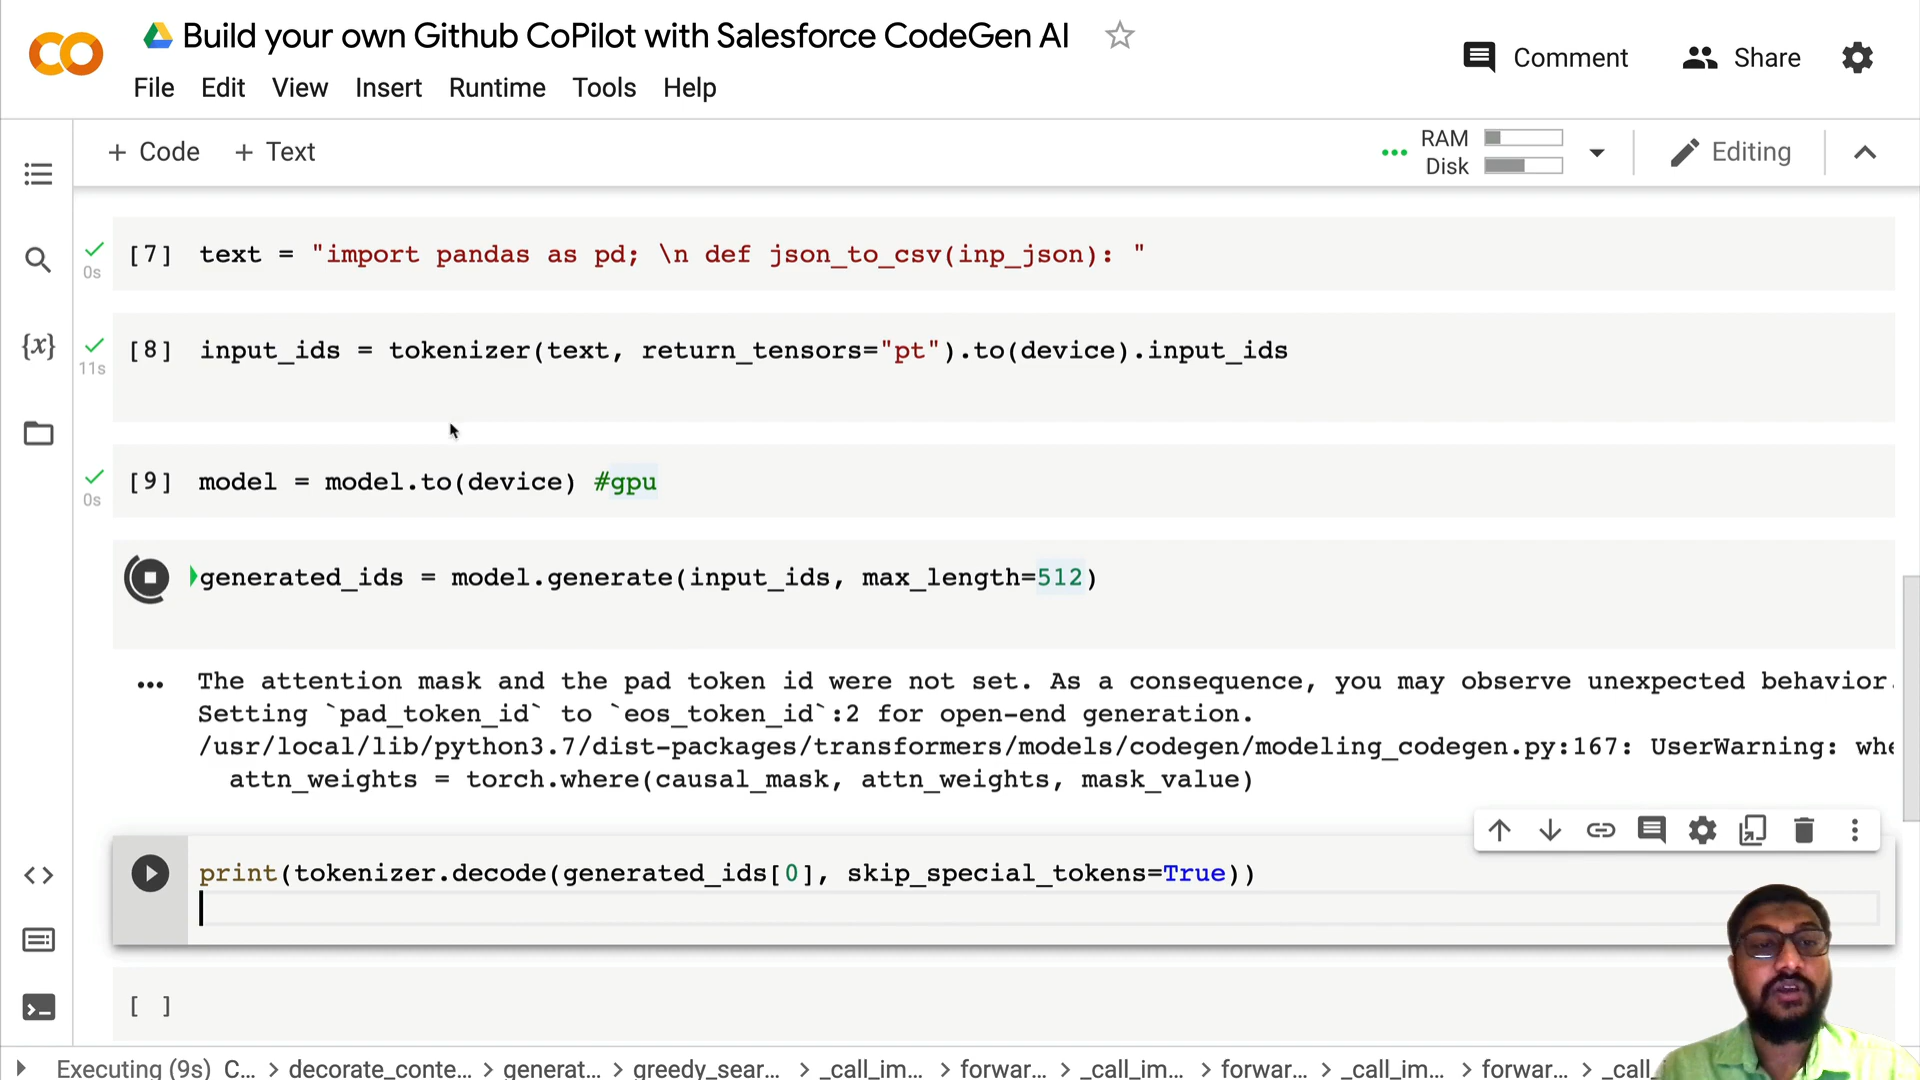 Build your own Github CoPilot with Salesforce CodeGen AI
Comment
Share
File Edit View Insert Runtime Tools Help
+ Code + Text
RAM
Disk
Editing
[7] text = "import pandas as pd; \n def json_to_csv(inp_json): "
0s
[8] input_ids = tokenizer(text, return_tensors="pt").to(device).input_ids
11s
{x}
[9] model = model.to(device) #gpu
0s
generated_ids = model.generate(input_ids, max_length=512)
The attention mask and the pad token id were not set. As a consequence, you may observe unexpected behavior.
Setting `pad_token_id` to `eos_token_id`:2 for open-end generation.
/usr/local/lib/python3.7/dist-packages/transformers/models/codegen/modeling_codegen.py:167: UserWarning: whe
attn_weights = torch.where(causal_mask, attn_weights, mask_value)
print(tokenizer.decode(generated_ids[0], skip_special_tokens=True))
[ ]
Executing (9s) C... > decorate_conte... > generat... > greedy_sear... > _call_im... > forwar... > _call_im... > forwar... > _call_im... > forwar... > _call_